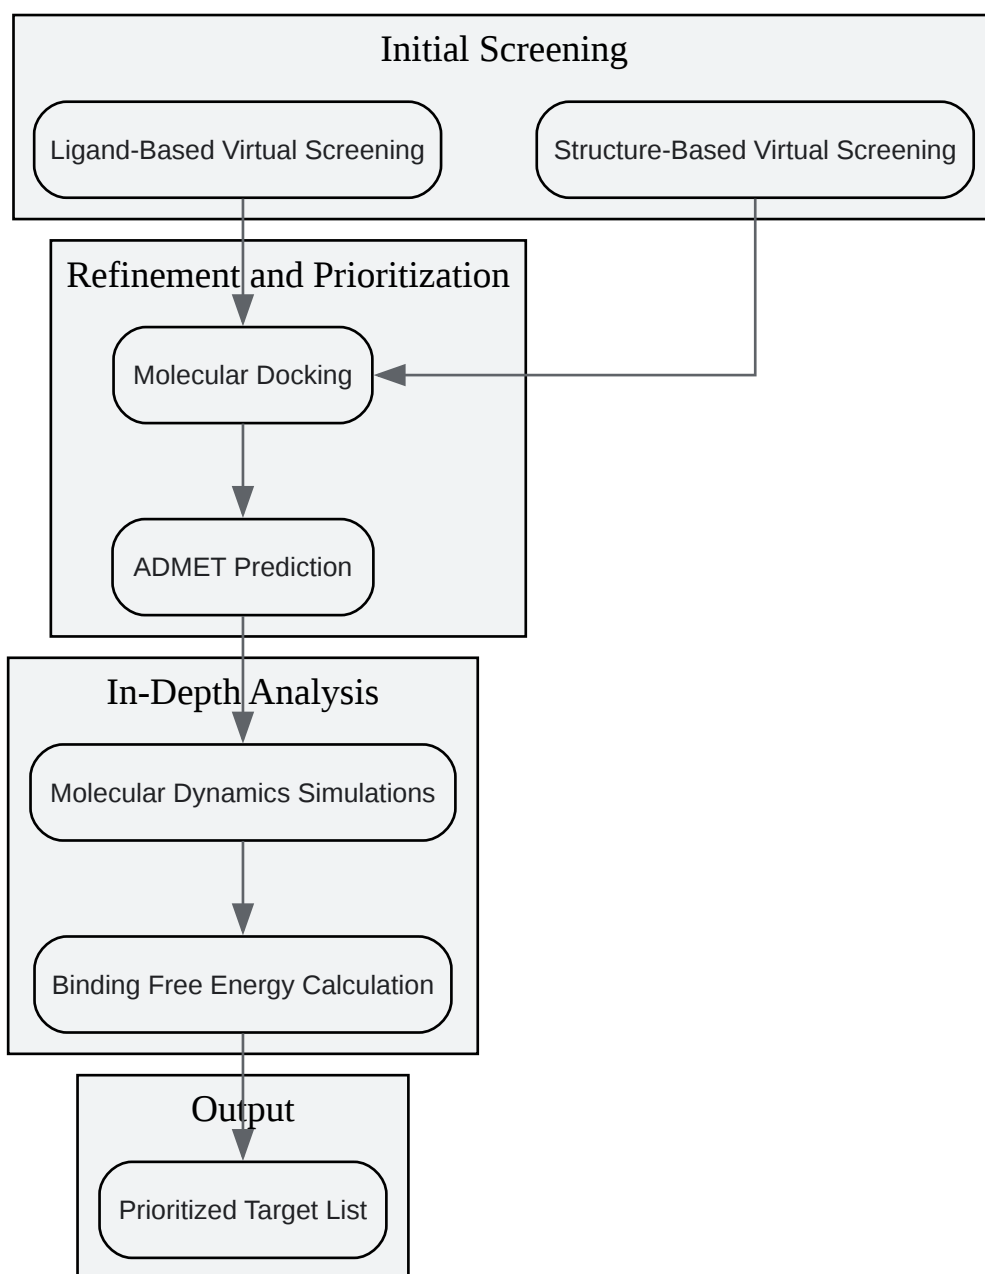 Initial Screening
Ligand-Based Virtual Screening
Structure-Based Virtual Screening
Refinement and Prioritization
Molecular Docking
ADMET Prediction
In-Depth Analysis
Molecular Dynamics Simulations
Binding Free Energy Calculation
Output
Prioritized Target List